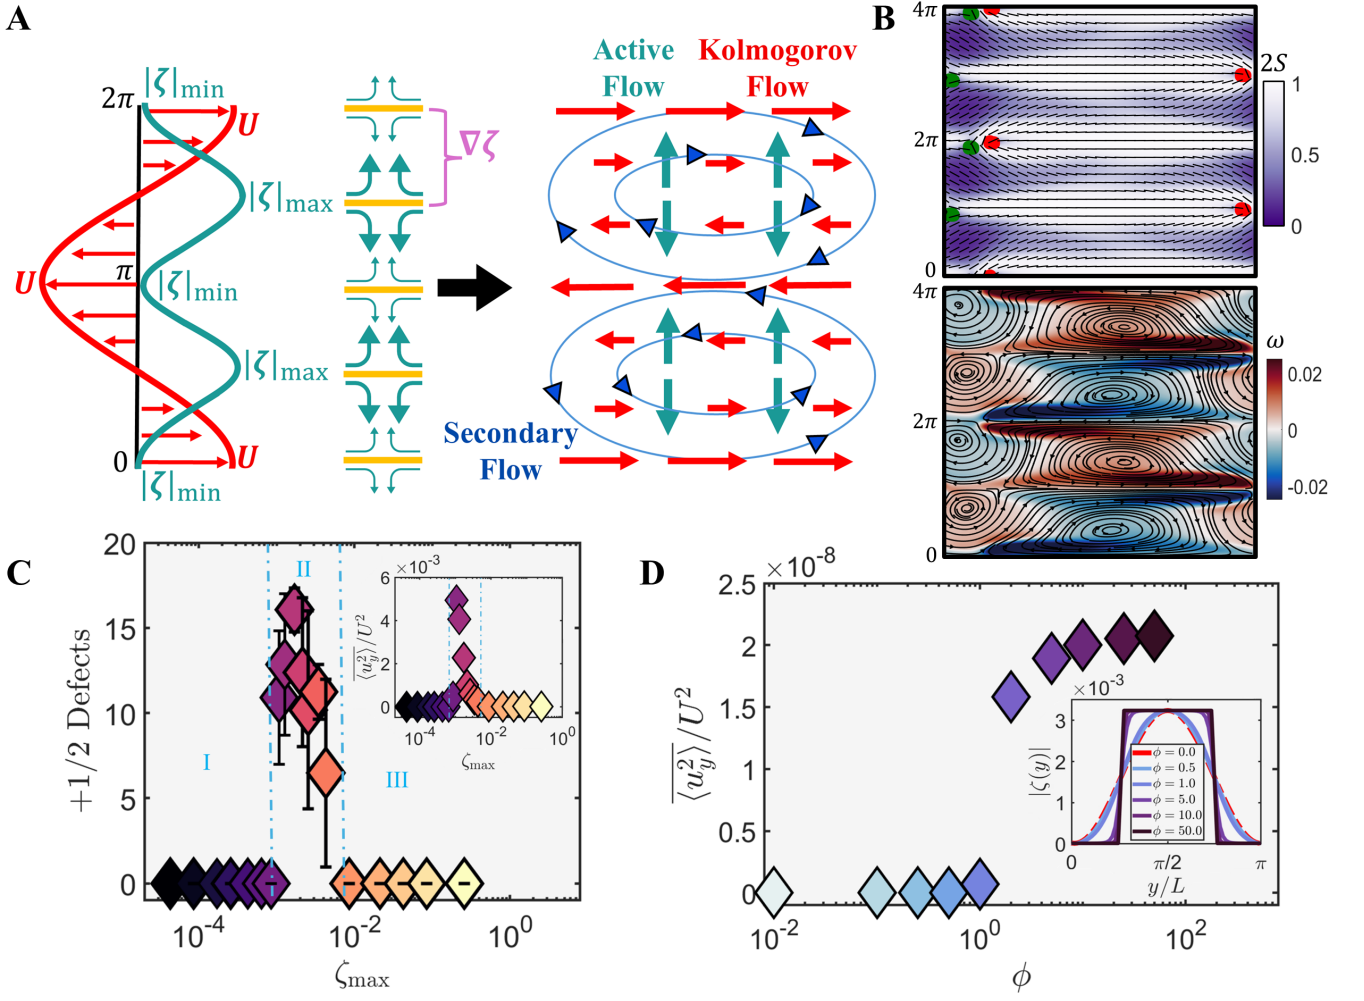 A
|ζ|min
2π
U
|ζ|max
π
U
|ζ|min
|ζ|max
0
U
|ζ|min
∇ζ
Active
Flow
Kolmogorov
Flow
Secondary
Flow
B
4π
2π
0
2S
1
0.5
0
4π
2π
0
ω
0.02
0
-0.02
C
20
15
10
5
0
+1/2 Defects
I
II
III
10⁻⁴
10⁻²
10⁰
ζmax
×10⁻³
6
4
2
0
⟨u_y²⟩/U²
10⁻⁴
10⁻²
10⁰
ζmax
D
×10⁻⁸
2.5
2
1.5
1
0.5
0
⟨u_y²⟩/U²
10⁻²
10⁰
10²
ϕ
×10⁻³
3
2
1
0
|ζ(y)|
ϕ = 0.0
ϕ = 0.5
ϕ = 1.0
ϕ = 5.0
ϕ = 10.0
ϕ = 50.0
0
π/2
π
y/L